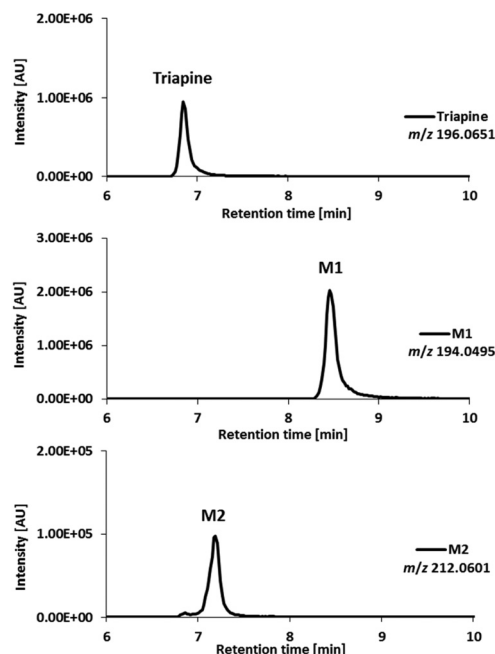 2.00E+06
Triapine
Intensity [AU]
1.00E+06
Triapine
m/z 196.0651
0.00E+00
6 7 8 9 10
Retention time [min]
3.00E+06
M1
2.00E+06
Intensity [AU]
M1
m/z 194.0495
1.00E+06
0.00E+00
6 7 8 9 10
Retention time [min]
2.00E+05
M2
Intensity [AU]
1.00E+05
M2
m/z 212.0601
0.00E+00
6 7 8 9 10
Retention time [min]